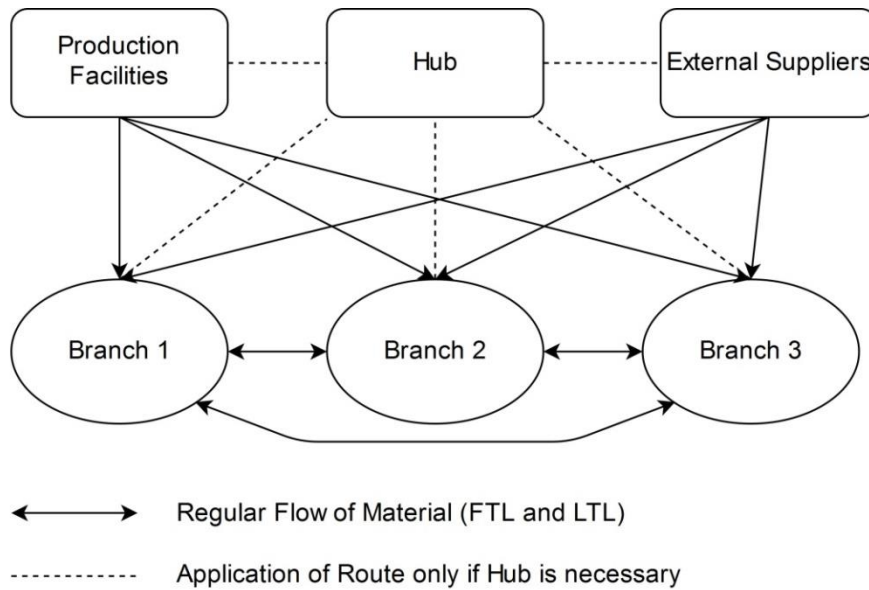 Production
Facilities
Hub
External Suppliers
Branch 1
Branch 2
Branch 3
Regular Flow of Material (FTL and LTL)
Application of Route only if Hub is necessary